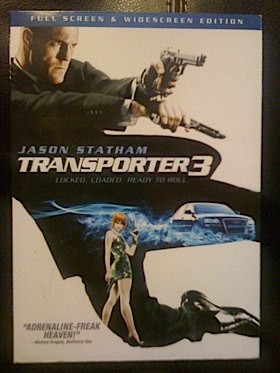 FULL SCREEN & WIDESCREEN EDITION
JASON STATHAM
TRANSPORTER 3
LOCKED. LOADED. READY TO ROLL.
"ADRENALINE-FREAK
HEAVEN!"